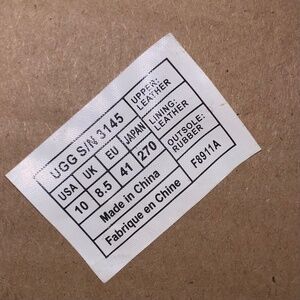 UGG S/N 3145
USA UK EU JAPAN
10 8.5 41 270
Made in China
Fabrique en Chine
UPPER:
LEATHER
LINING:
LEATHER
OUTSOLE:
RUBBER
F8911A